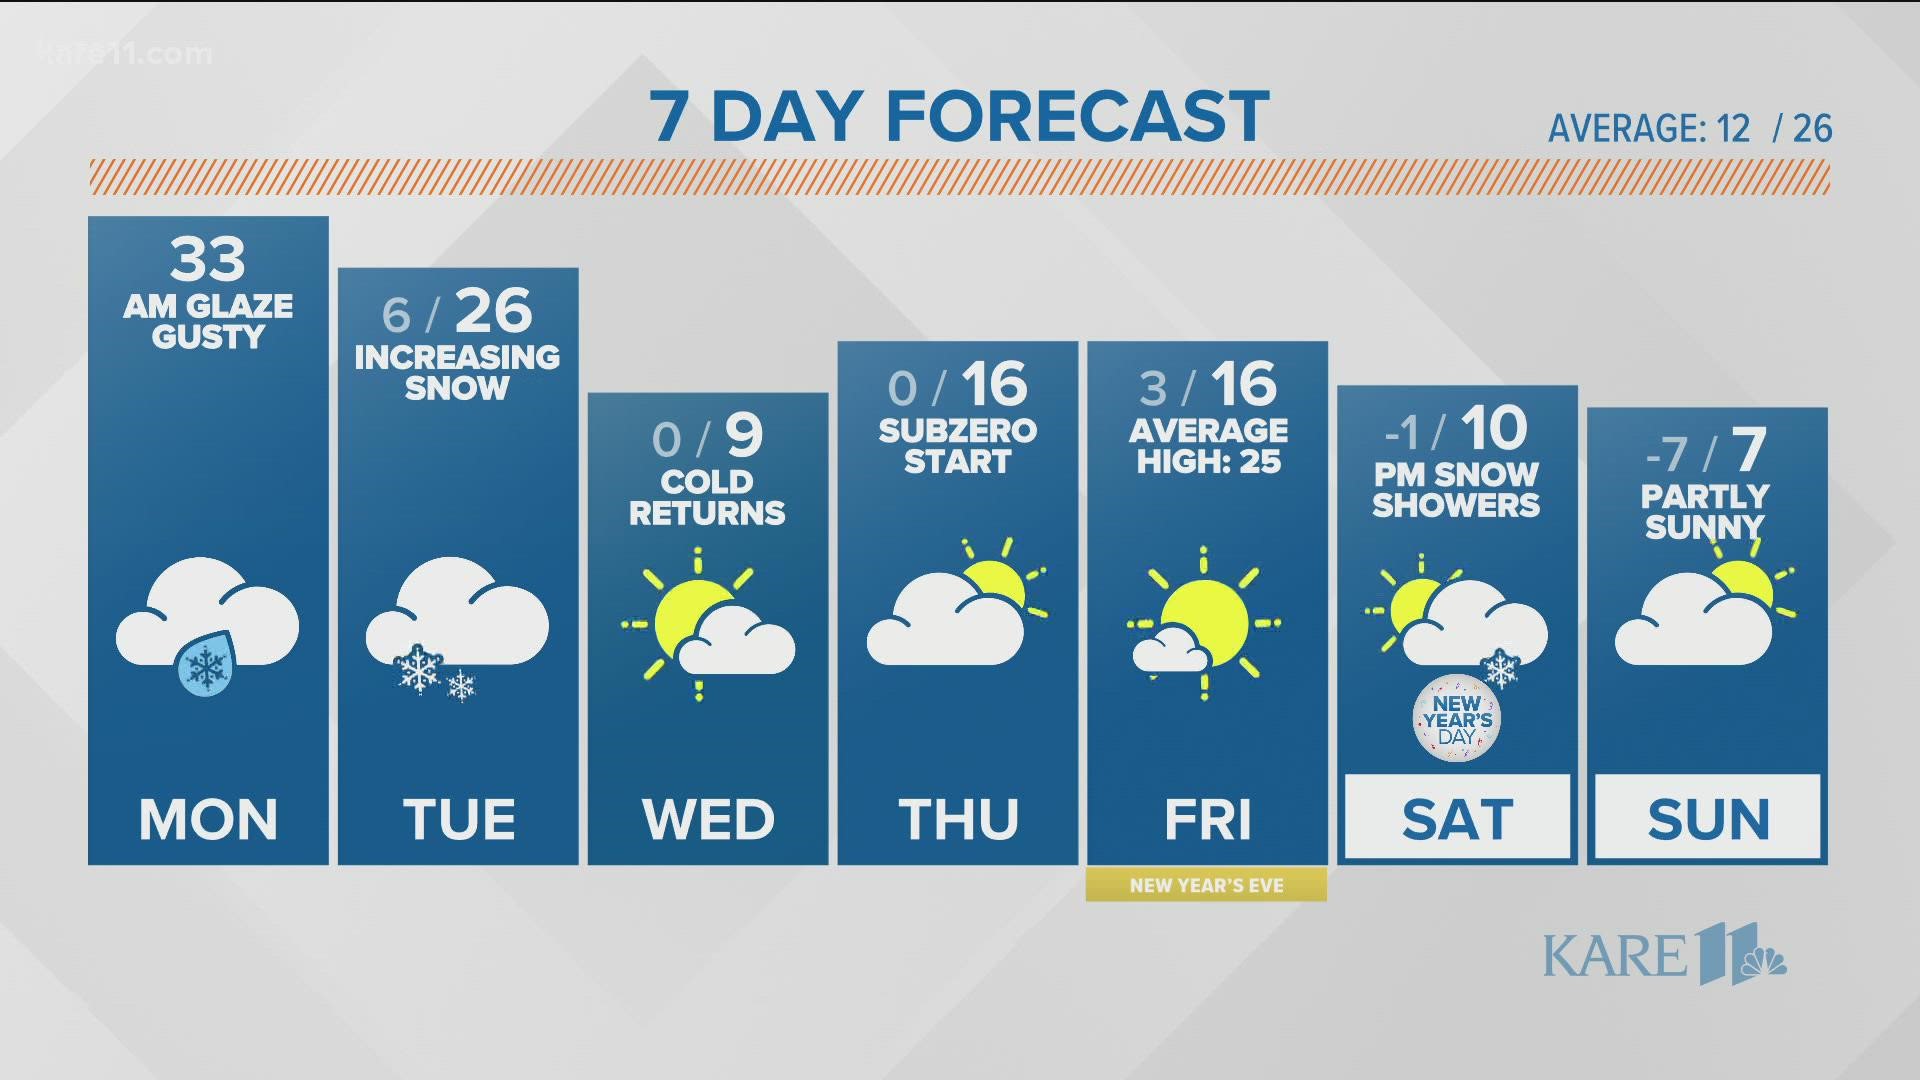 kare11.com
7 DAY FORECAST
AVERAGE: 12 / 26
33
AM GLAZE
GUSTY
MON
6 / 26
INCREASING
SNOW
TUE
0 / 9
COLD
RETURNS
WED
0 / 16
SUBZERO
START
THU
3 / 16
AVERAGE
HIGH: 25
FRI
NEW YEAR'S EVE
-1 / 10
PM SNOW
SHOWERS
NEW
YEAR'S
DAY
SAT
-7 / 7
PARTLY
SUNNY
SUN
KARE 11